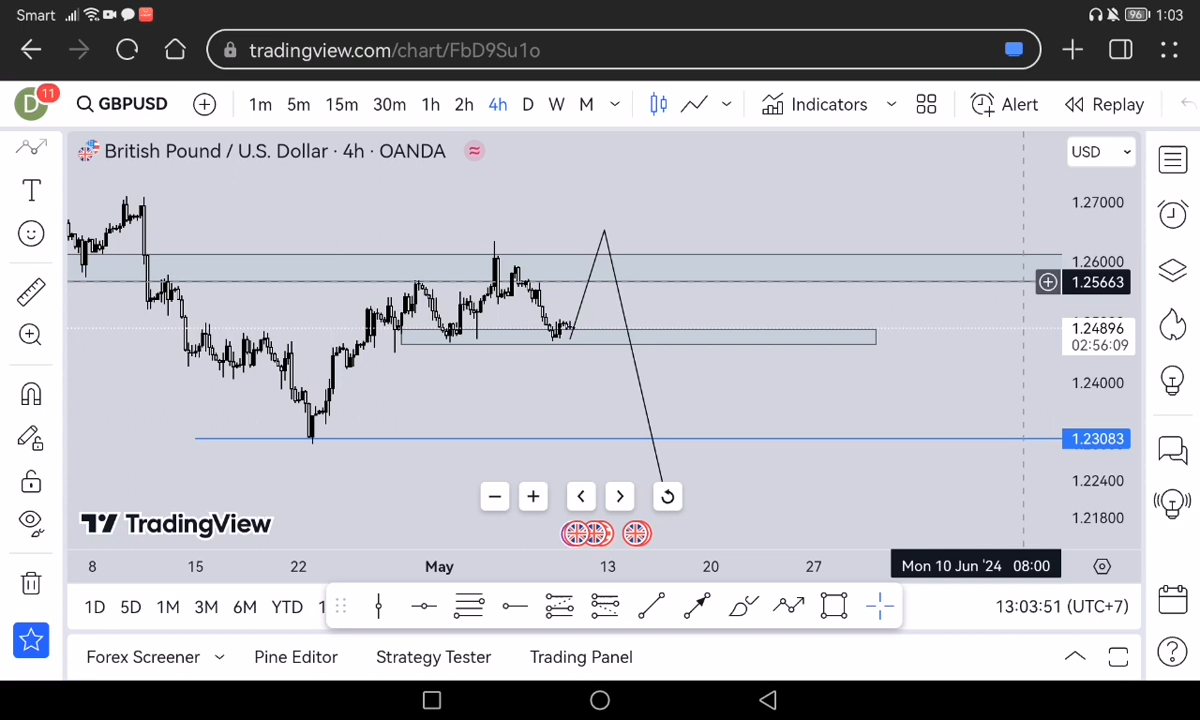 Smart 96 1:03
tradingview.com/chart/FbD9Su1o
D 11 GBPUSD 1m 5m 15m 30m 1h 2h 4h D W M Indicators Alert Replay
British Pound / U.S. Dollar · 4h · OANDA USD
1.27000
1.26000
1.25663
1.24896
02:56:09
1.24000
1.23083
1.22400
1.21800
TradingView
8 15 22 May 13 20 27 Mon 10 Jun '24 08:00
1D 5D 1M 3M 6M YTD 1 13:03:51 (UTC+7)
Forex Screener Pine Editor Strategy Tester Trading Panel